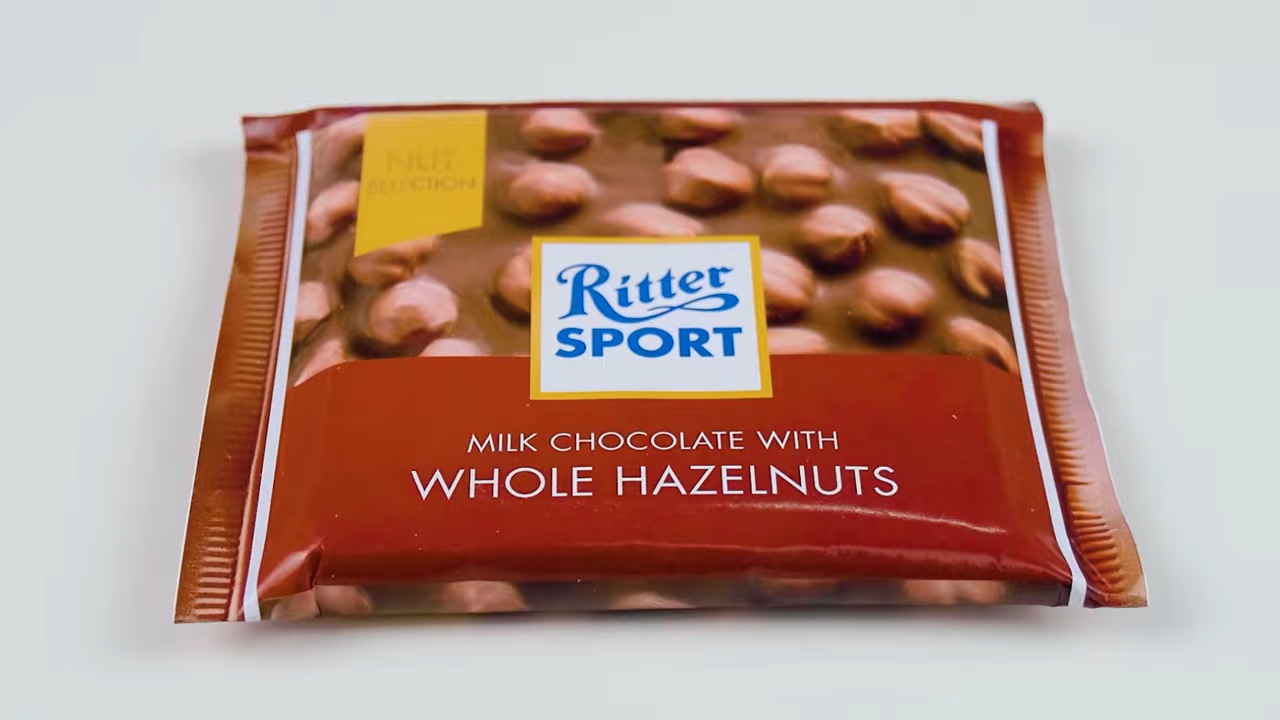 NUT
SELECTION
Ritter
SPORT
MILK CHOCOLATE WITH
WHOLE HAZELNUTS